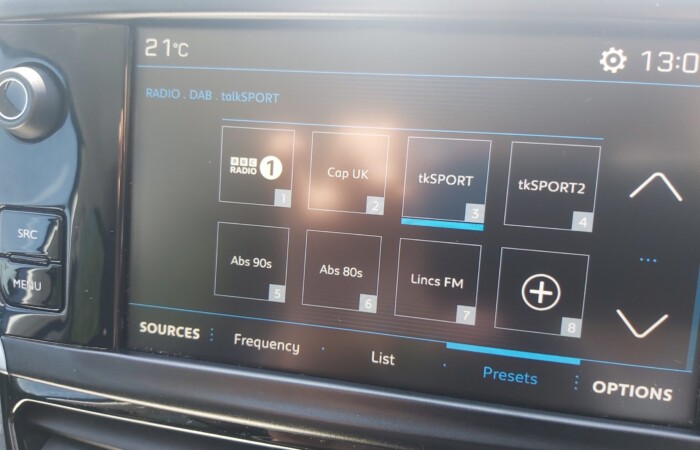 21°C
13:0
RADIO . DAB . talkSPORT
BBC RADIO 1
1
Cap UK
2
tkSPORT
3
tkSPORT2
4
SRC
MENU
Abs 90s
5
Abs 80s
6
Lincs FM
7
8
SOURCES
Frequency
List
Presets
OPTIONS